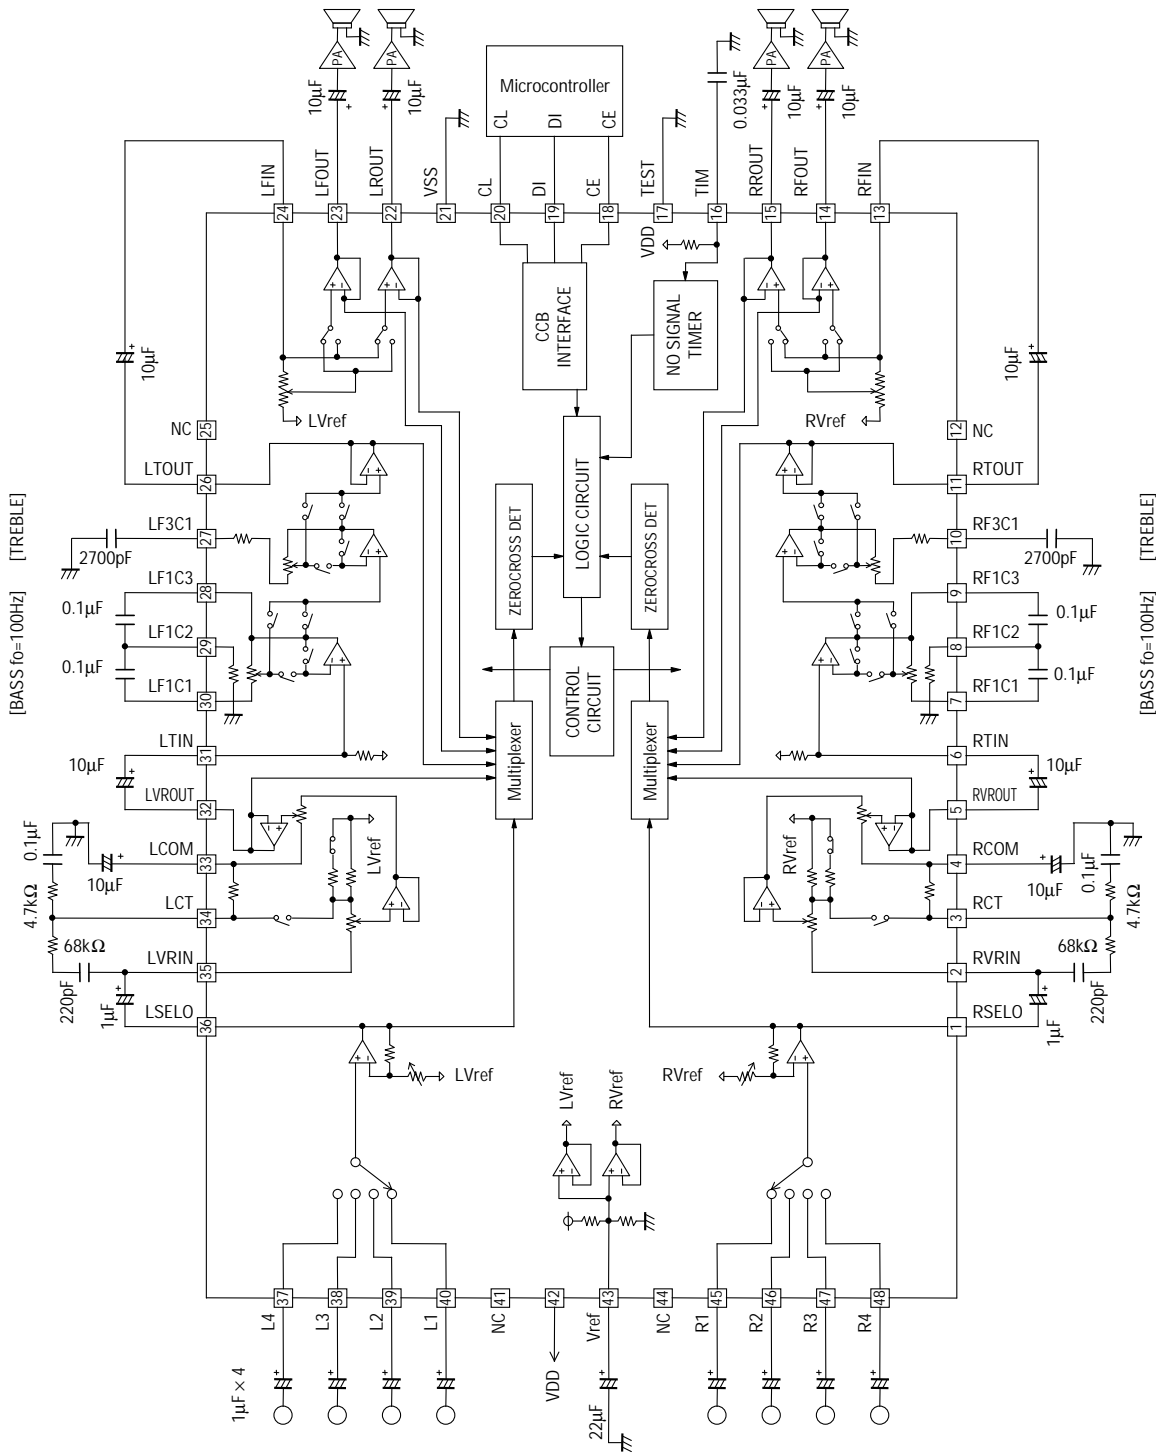 PA
PA
PA
PA
10µF
10µF
Microcontroller
CL
DI
CE
0.033µF
10µF
10µF
LFIN
LFOUT
LROUT
VSS
CL
DI
CE
TEST
TIM
RROUT
RFOUT
RFIN
24
23
22
21
20
19
18
17
16
15
14
13
VDD
CCB
INTERFACE
NO SIGNAL
TIMER
10µF
10µF
LVref
RVref
NC
25
12
NC
LTOUT
26
11
RTOUT
[TREBLE]
[TREBLE]
LF3C1
27
10
RF3C1
2700pF
2700pF
ZEROCROSS DET
LOGIC CIRCUIT
ZEROCROSS DET
LF1C3
28
9
RF1C3
0.1µF
0.1µF
LF1C2
29
8
RF1C2
0.1µF
0.1µF
LF1C1
30
7
RF1C1
[BASS fo=100Hz]
[BASS fo=100Hz]
Multiplexer
CONTROL
CIRCUIT
Multiplexer
LTIN
31
6
RTIN
10µF
10µF
LVROUT
32
5
RVROUT
0.1µF
LCOM
33
LVref
RVref
4
RCOM
0.1µF
10µF
10µF
4.7kΩ
LCT
34
3
RCT
4.7kΩ
68kΩ
68kΩ
LVRIN
35
2
RVRIN
220pF
1µF
LSELO
36
1
RSELO
1µF
220pF
LVref
RVref
LVref
RVref
37
38
39
40
41
42
43
44
45
46
47
48
L4
L3
L2
L1
NC
VDD
Vref
NC
R1
R2
R3
R4
1µF × 4
22µF